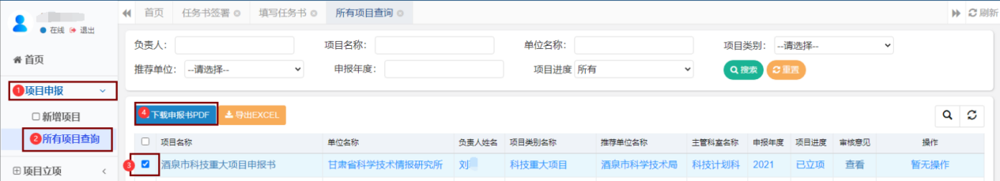 首页 任务书签署 填写任务书 所有项目查询 刷新
在线 退出
首页
负责人： 项目名称： 单位名称： 项目类别： --请选择--
推荐单位： --请选择-- 申报年度： 项目进度 所有 搜索 重置
1 项目申报
新增项目
2 所有项目查询
项目立项
4 下载申报书PDF 导出EXCEL
项目名称 单位名称 负责人姓名 项目类别名称 推荐单位名称 主管科室名称 申报年度 项目进度 审核意见 操作
3 酒泉市科技重大项目申报书 甘肃省科学技术情报研究所 刘 科技重大项目 酒泉市科学技术局 科技计划科 2021 已立项 查看 暂无操作